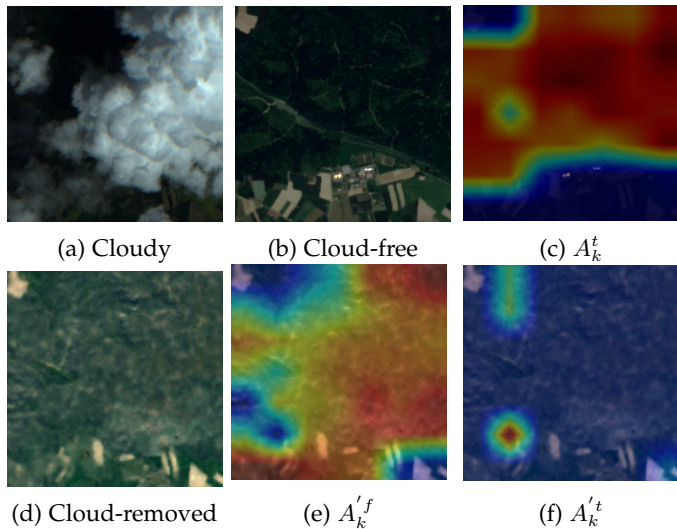 (a) Cloudy (b) Cloud-free (c) $A_k^t$
(d) Cloud-removed (e) $A_k^{'f}$ (f) $A_k^{'t}$